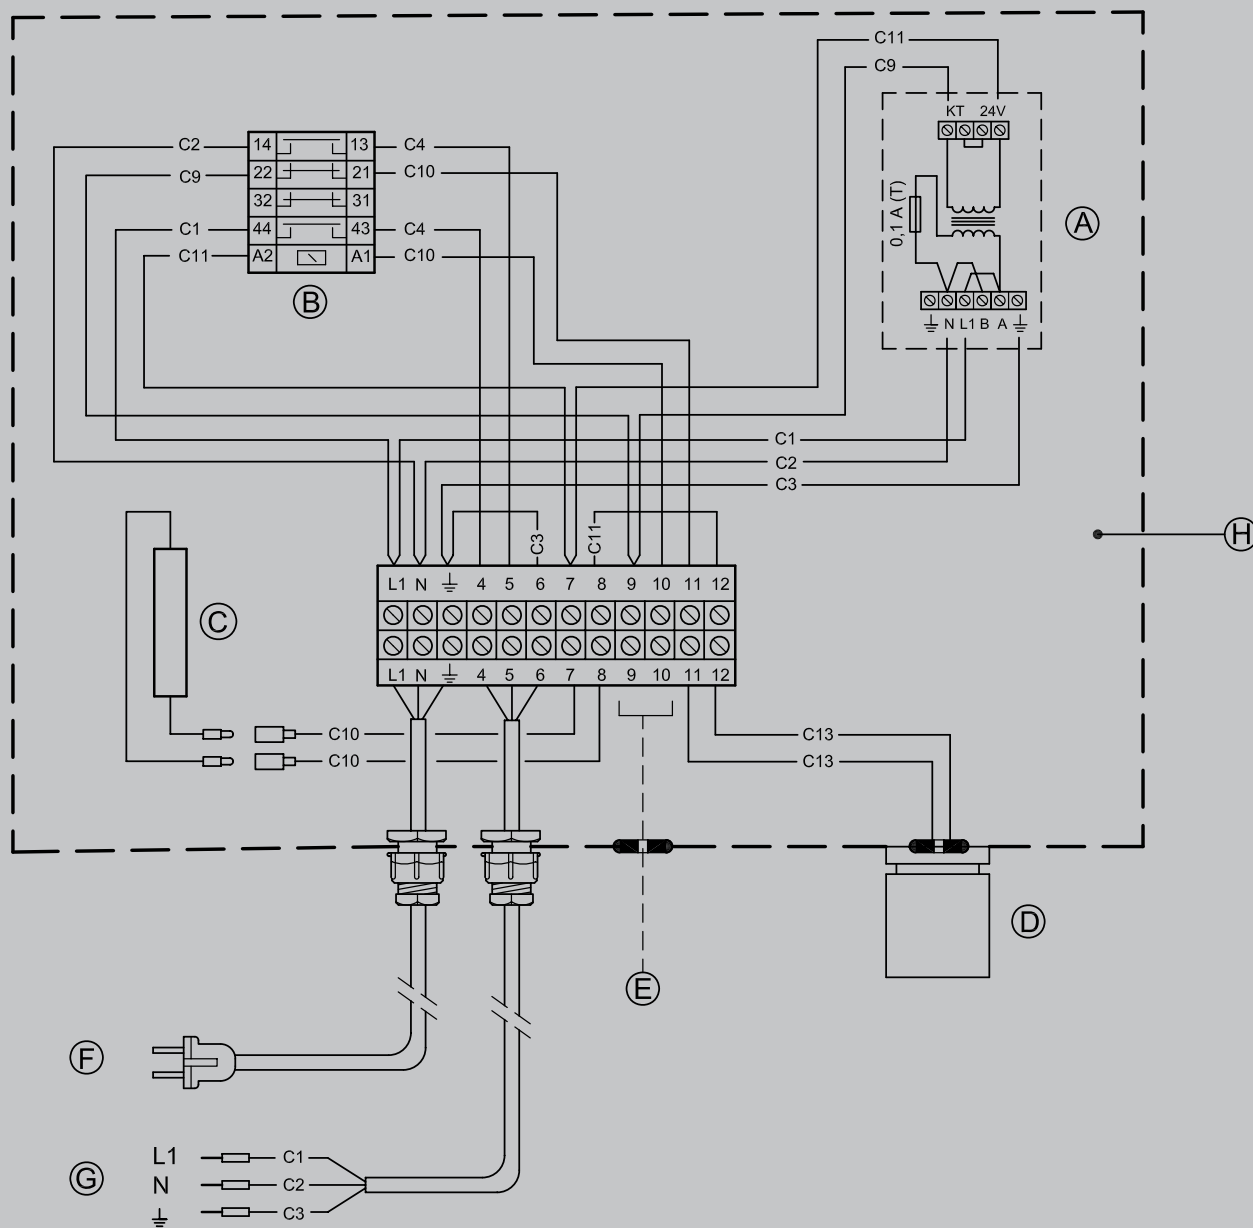 C11
C9
KT 24V
C2 14 13 C4
22 21 C10
C9
32 31
0,1 A (T)
A
C1 44 43 C4
C11 A2 A1 C10
B
N L1 B A
C1
C2
C3
C3 C11
H
L1 N 4 5 6 7 8 9 10 11 12
C
L1 N 4 5 6 7 8 9 10 11 12
C10 C13
C10 C13
D
E
F
L1 C1
G N C2
C3